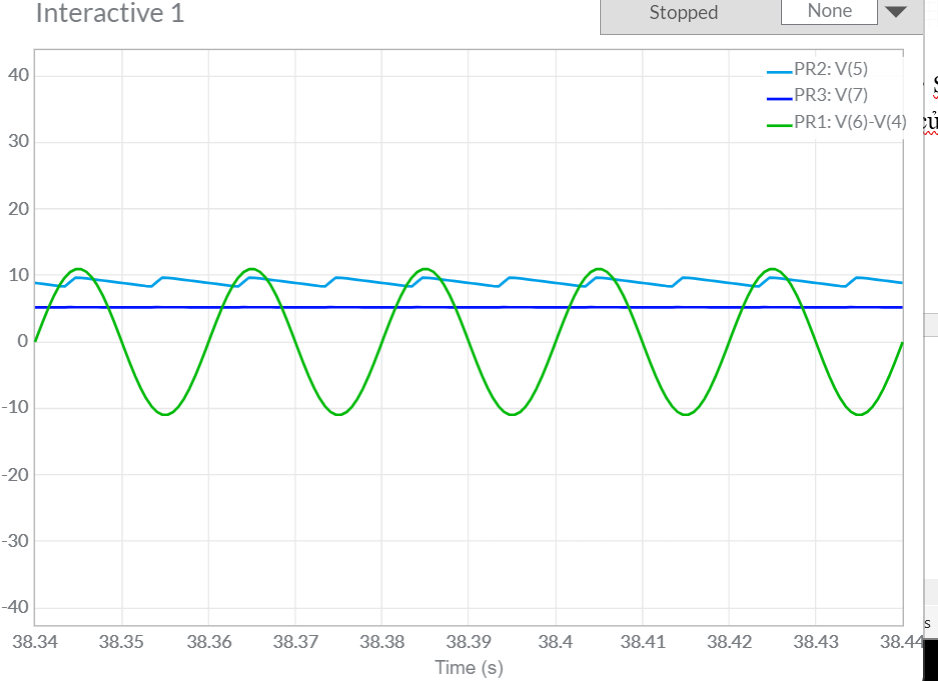 Interactive 1
Stopped
None
PR2: V(5)
PR3: V(7)
PR1: V(6)-V(4)
40
30
20
10
0
-10
-20
-30
-40
38.34 38.35 38.36 38.37 38.38 38.39 38.4 38.41 38.42 38.43 38.44
Time (s)
củ
s